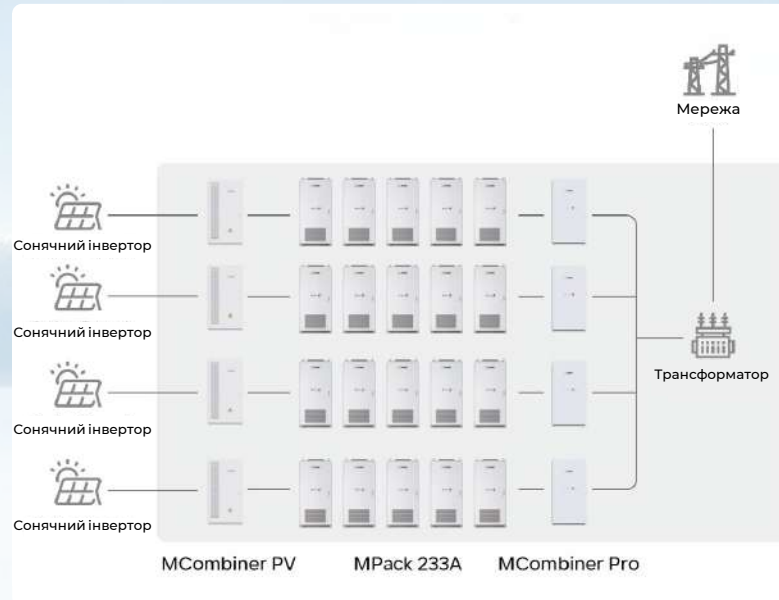 Мережа
Сонячний інвертор
Сонячний інвертор
Трансформатор
Сонячний інвертор
Сонячний інвертор
MCombiner PV
MPack 233A
MCombiner Pro